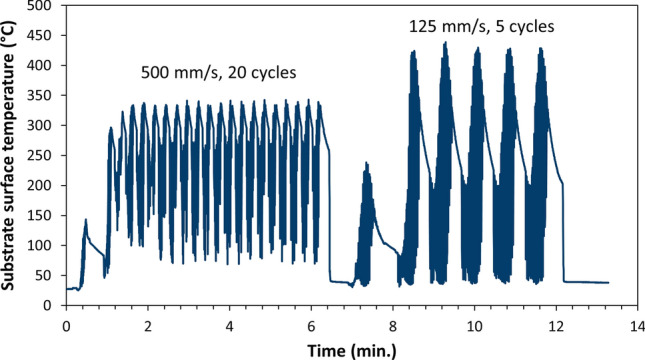 500
450
400
350
300
250
200
150
100
50
0
Substrate surface temperature (°C)
500 mm/s, 20 cycles
125 mm/s, 5 cycles
0 2 4 6 8 10 12 14
Time (min.)